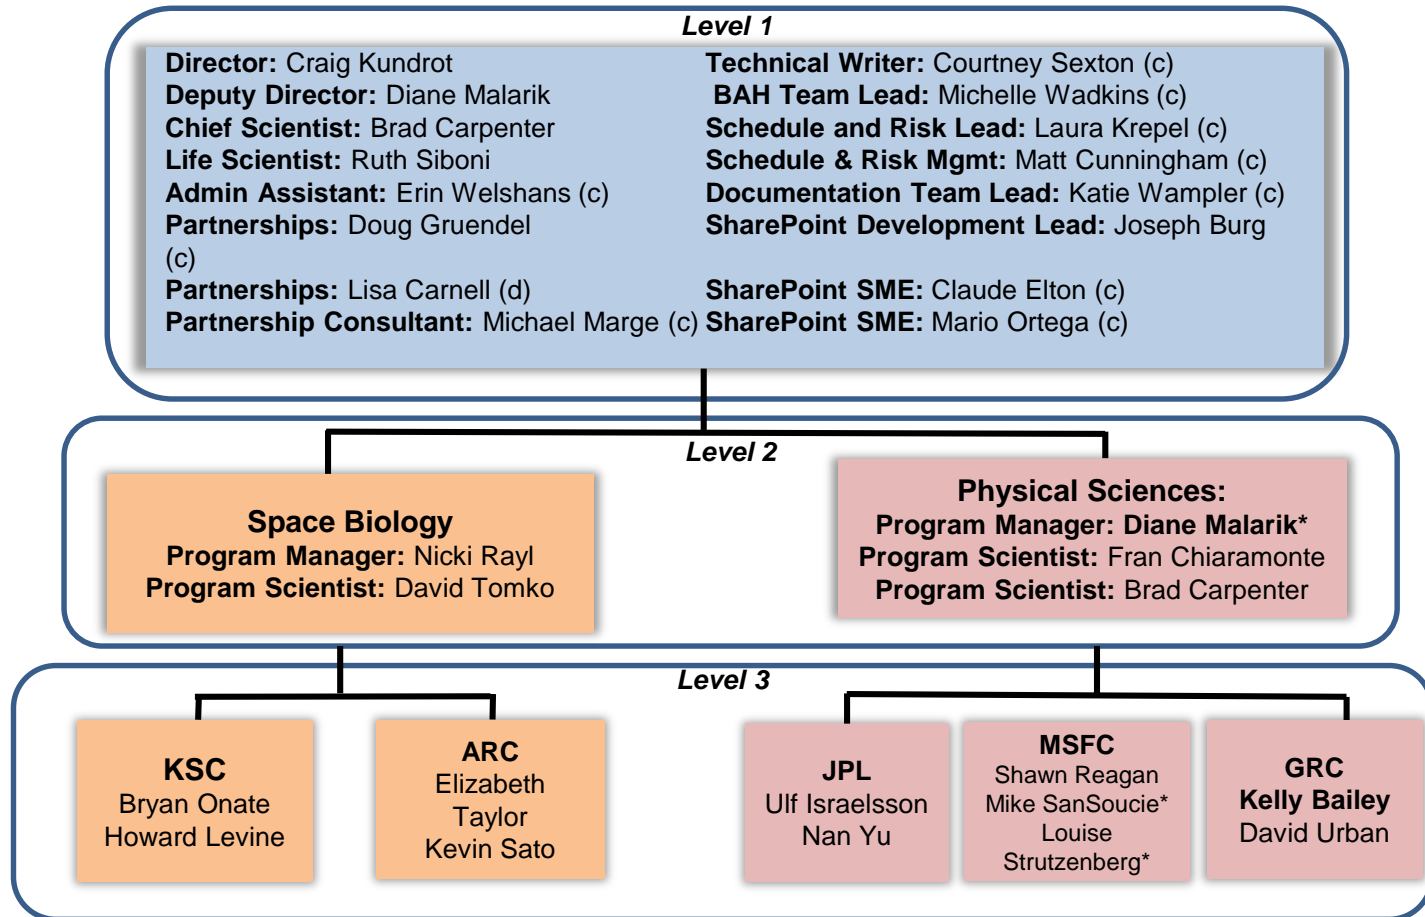 Level 1
Director: Craig Kundrot
Deputy Director: Diane Malarik
Chief Scientist: Brad Carpenter
Life Scientist: Ruth Siboni
Admin Assistant: Erin Welshans (c)
Partnerships: Doug Gruendel
(c)
Partnerships: Lisa Carnell (d)
Partnership Consultant: Michael Marge (c)
Technical Writer: Courtney Sexton (c)
BAH Team Lead: Michelle Wadkins (c)
Schedule and Risk Lead: Laura Krepel (c)
Schedule & Risk Mgmt: Matt Cunningham (c)
Documentation Team Lead: Katie Wampler (c)
SharePoint Development Lead: Joseph Burg
SharePoint SME: Claude Elton (c)
SharePoint SME: Mario Ortega (c)
Level 2
Space Biology
Program Manager: Nicki Rayl
Program Scientist: David Tomko
Physical Sciences:
Program Manager: Diane Malarik*
Program Scientist: Fran Chiaramonte
Program Scientist: Brad Carpenter
Level 3
KSC
Bryan Onate
Howard Levine
ARC
Elizabeth
Taylor
Kevin Sato
JPL
Ulf Israelsson
Nan Yu
MSFC
Shawn Reagan
Mike SanSoucie*
Louise
Strutzenberg*
GRC
Kelly Bailey
David Urban